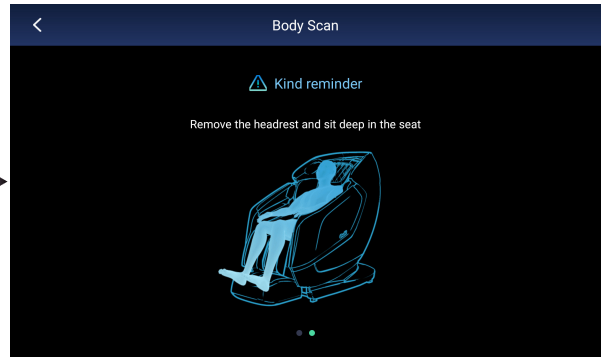 Body Scan
Kind reminder
Remove the headrest and sit deep in the seat